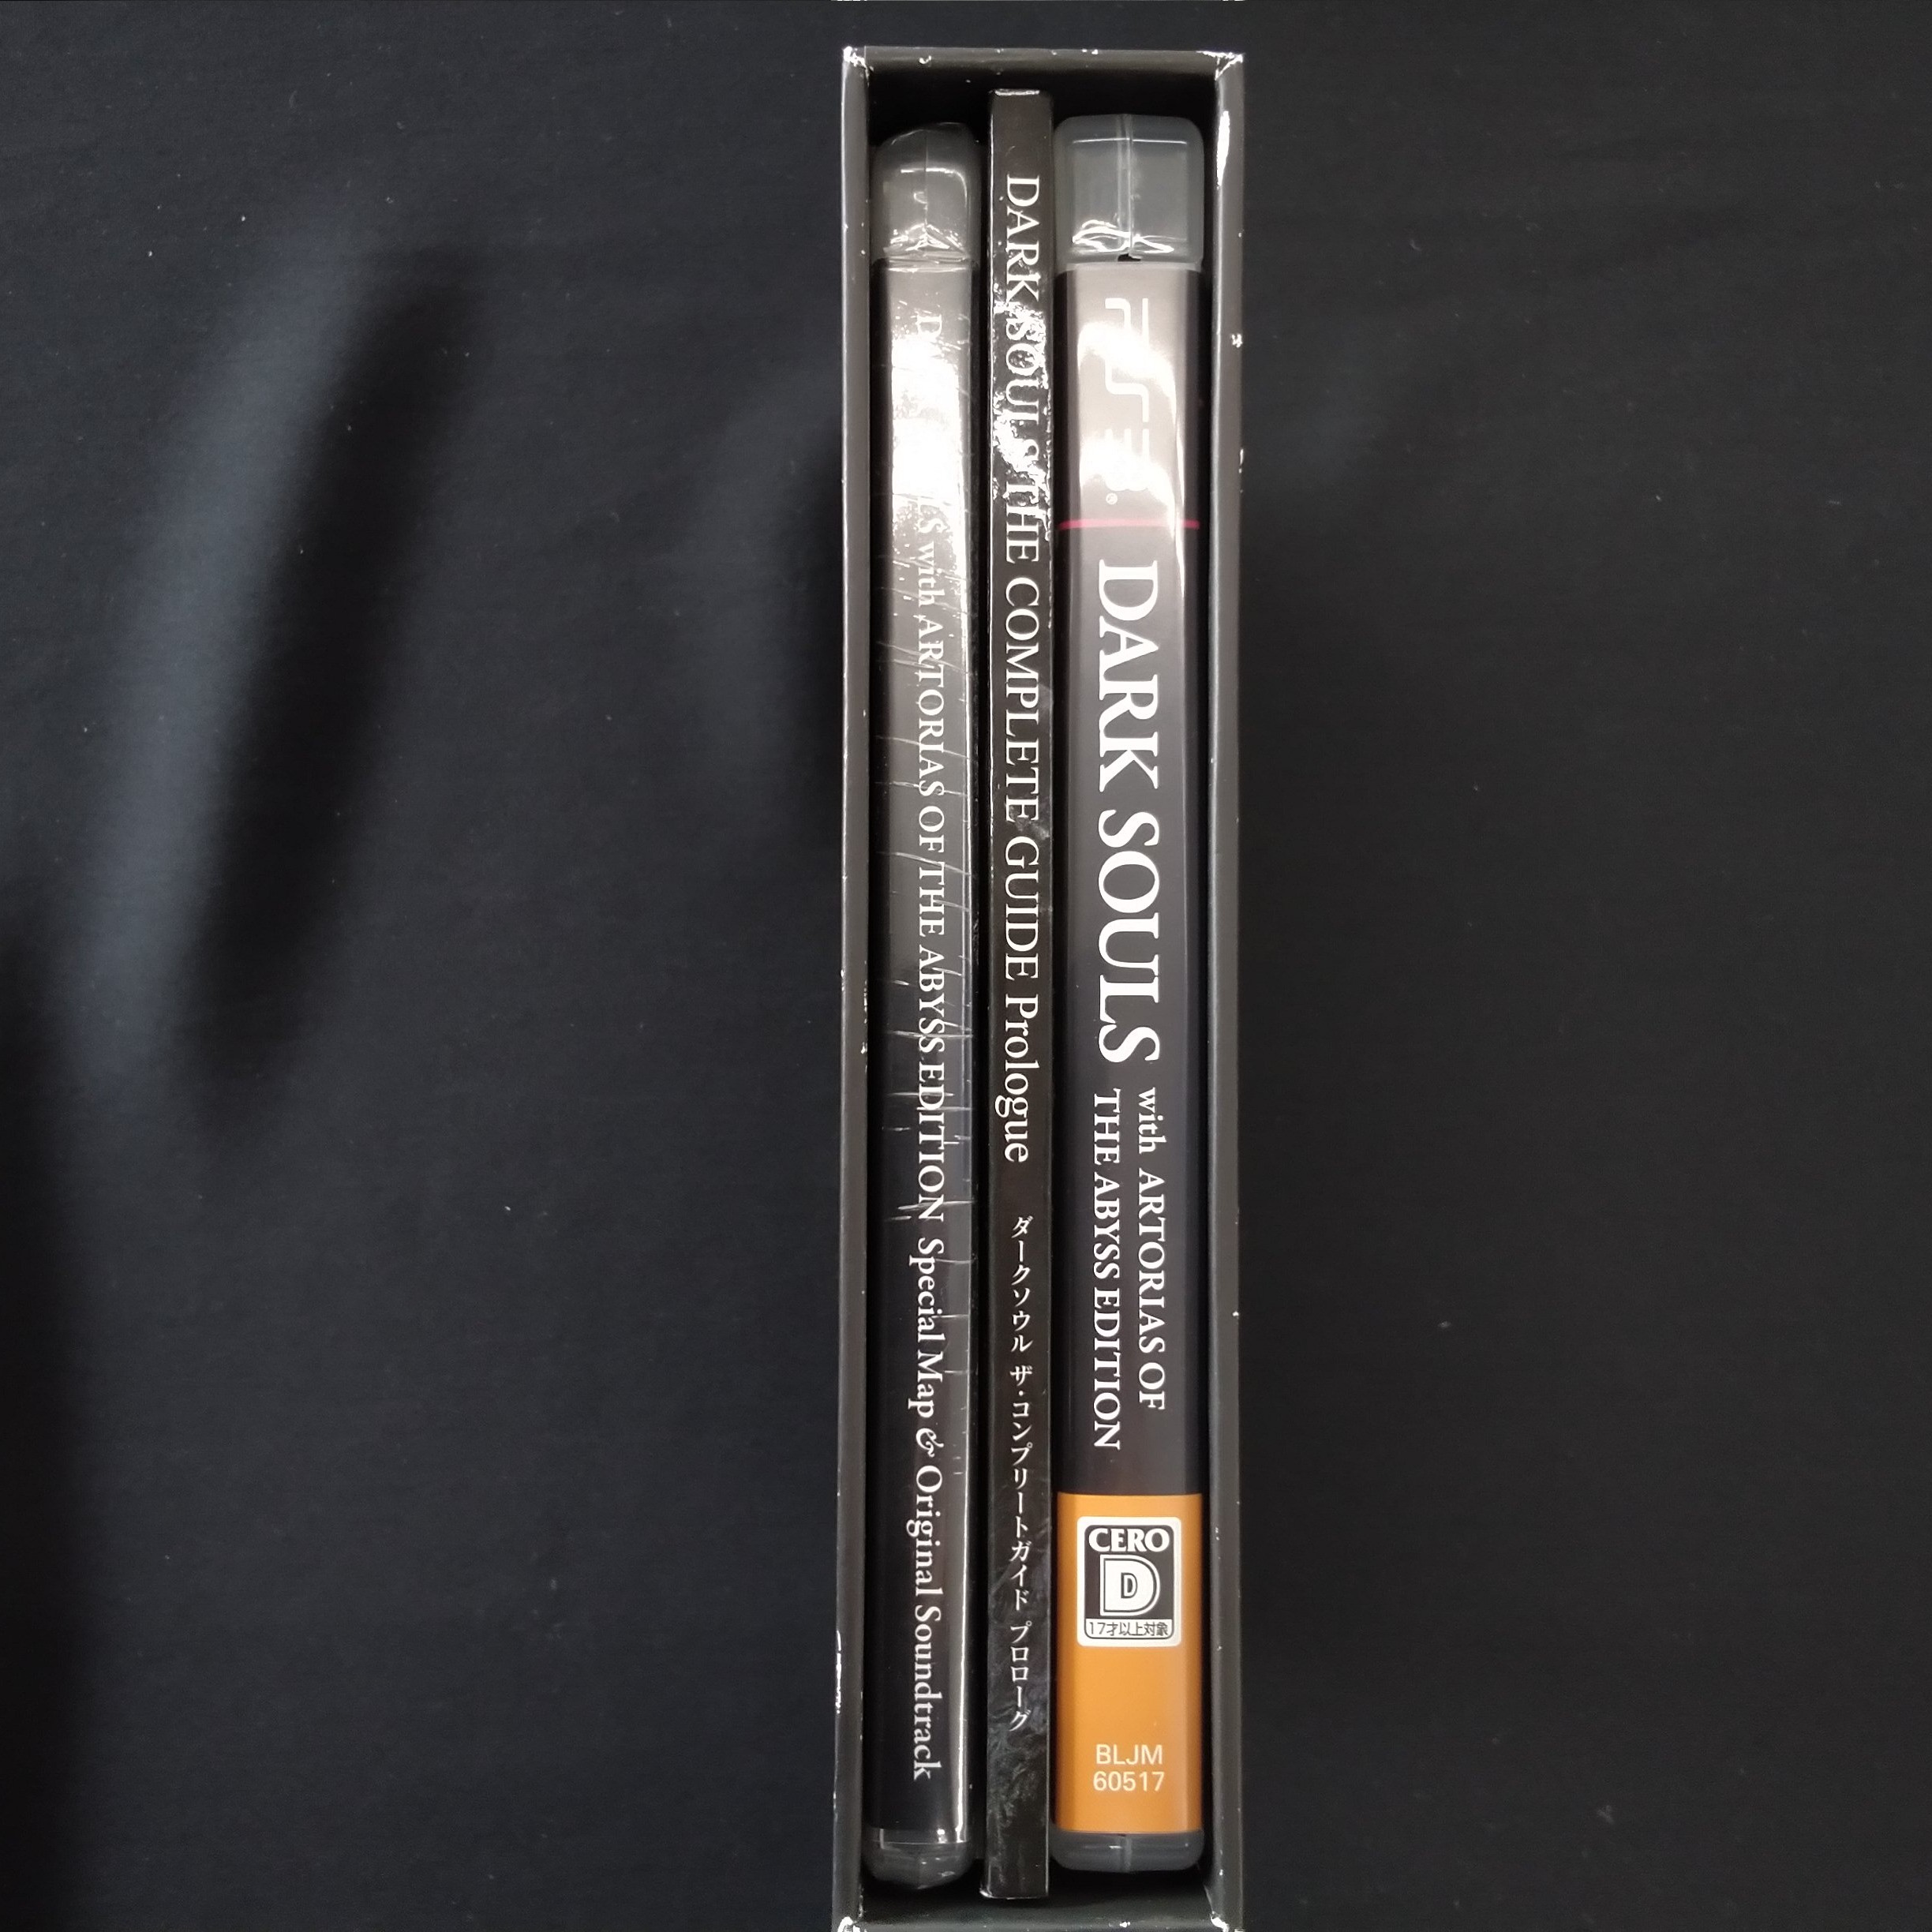 LS with ARTORIAS OF THE ABYSS EDITION Special Map & Original Soundtrack
DARK SOULS THE COMPLETE GUIDE Prologue ダークソウル ザ・コンプリートガイド プロローグ
PS3®
DARK SOULS with ARTORIAS OF
THE ABYSS EDITION
CERO
D
17才以上対象
BLJM
60517